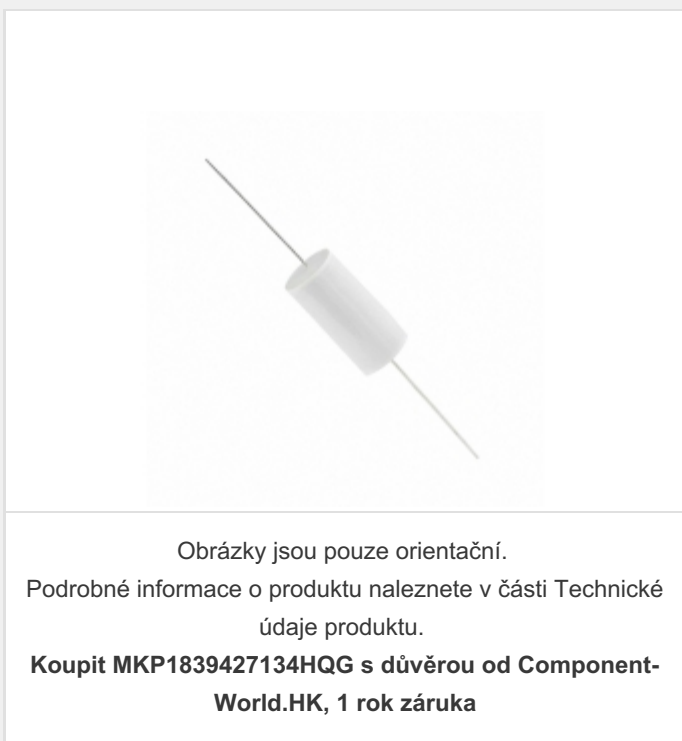 Obrázky jsou pouze orientační.
Podrobné informace o produktu naleznete v části Technické
údaje produktu.
Koupit MKP1839427134HQG s důvěrou od Component-
World.HK, 1 rok záruka